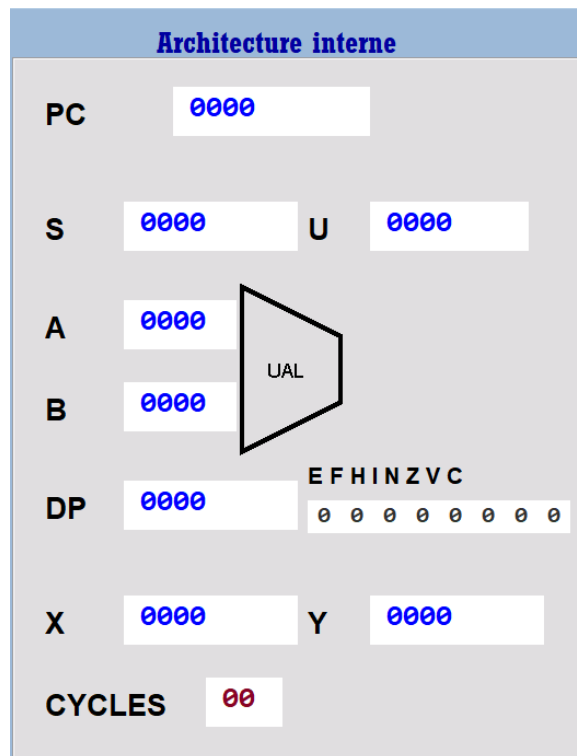 Architecture interne
PC 0000
S 0000 U 0000
A 0000
UAL
B 0000
E F H I N Z V C
DP 0000 0 0 0 0 0 0 0 0
X 0000 Y 0000
CYCLES 00